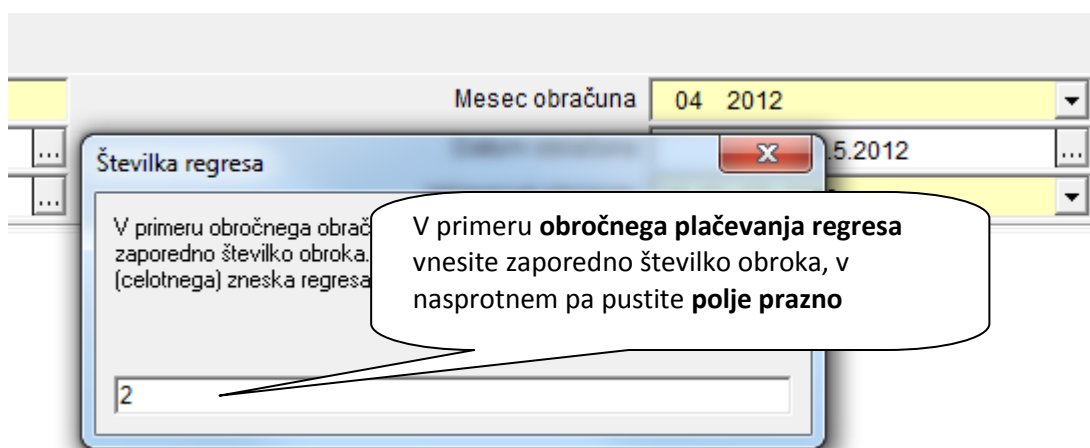 Mesec obračuna 04 2012
... .5.2012 ...
Številka regresa
...
V primeru obročnega
zaporedno številko obroka.
(celotnega) zneska regresa
V primeru obročnega plačevanja regresa
vnesite zaporedno številko obroka, v
nasprotnem pa pustite polje prazno
2